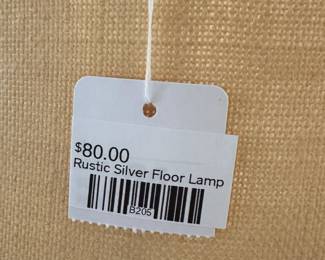 $80.00
Rustic Silver Floor Lamp
B205